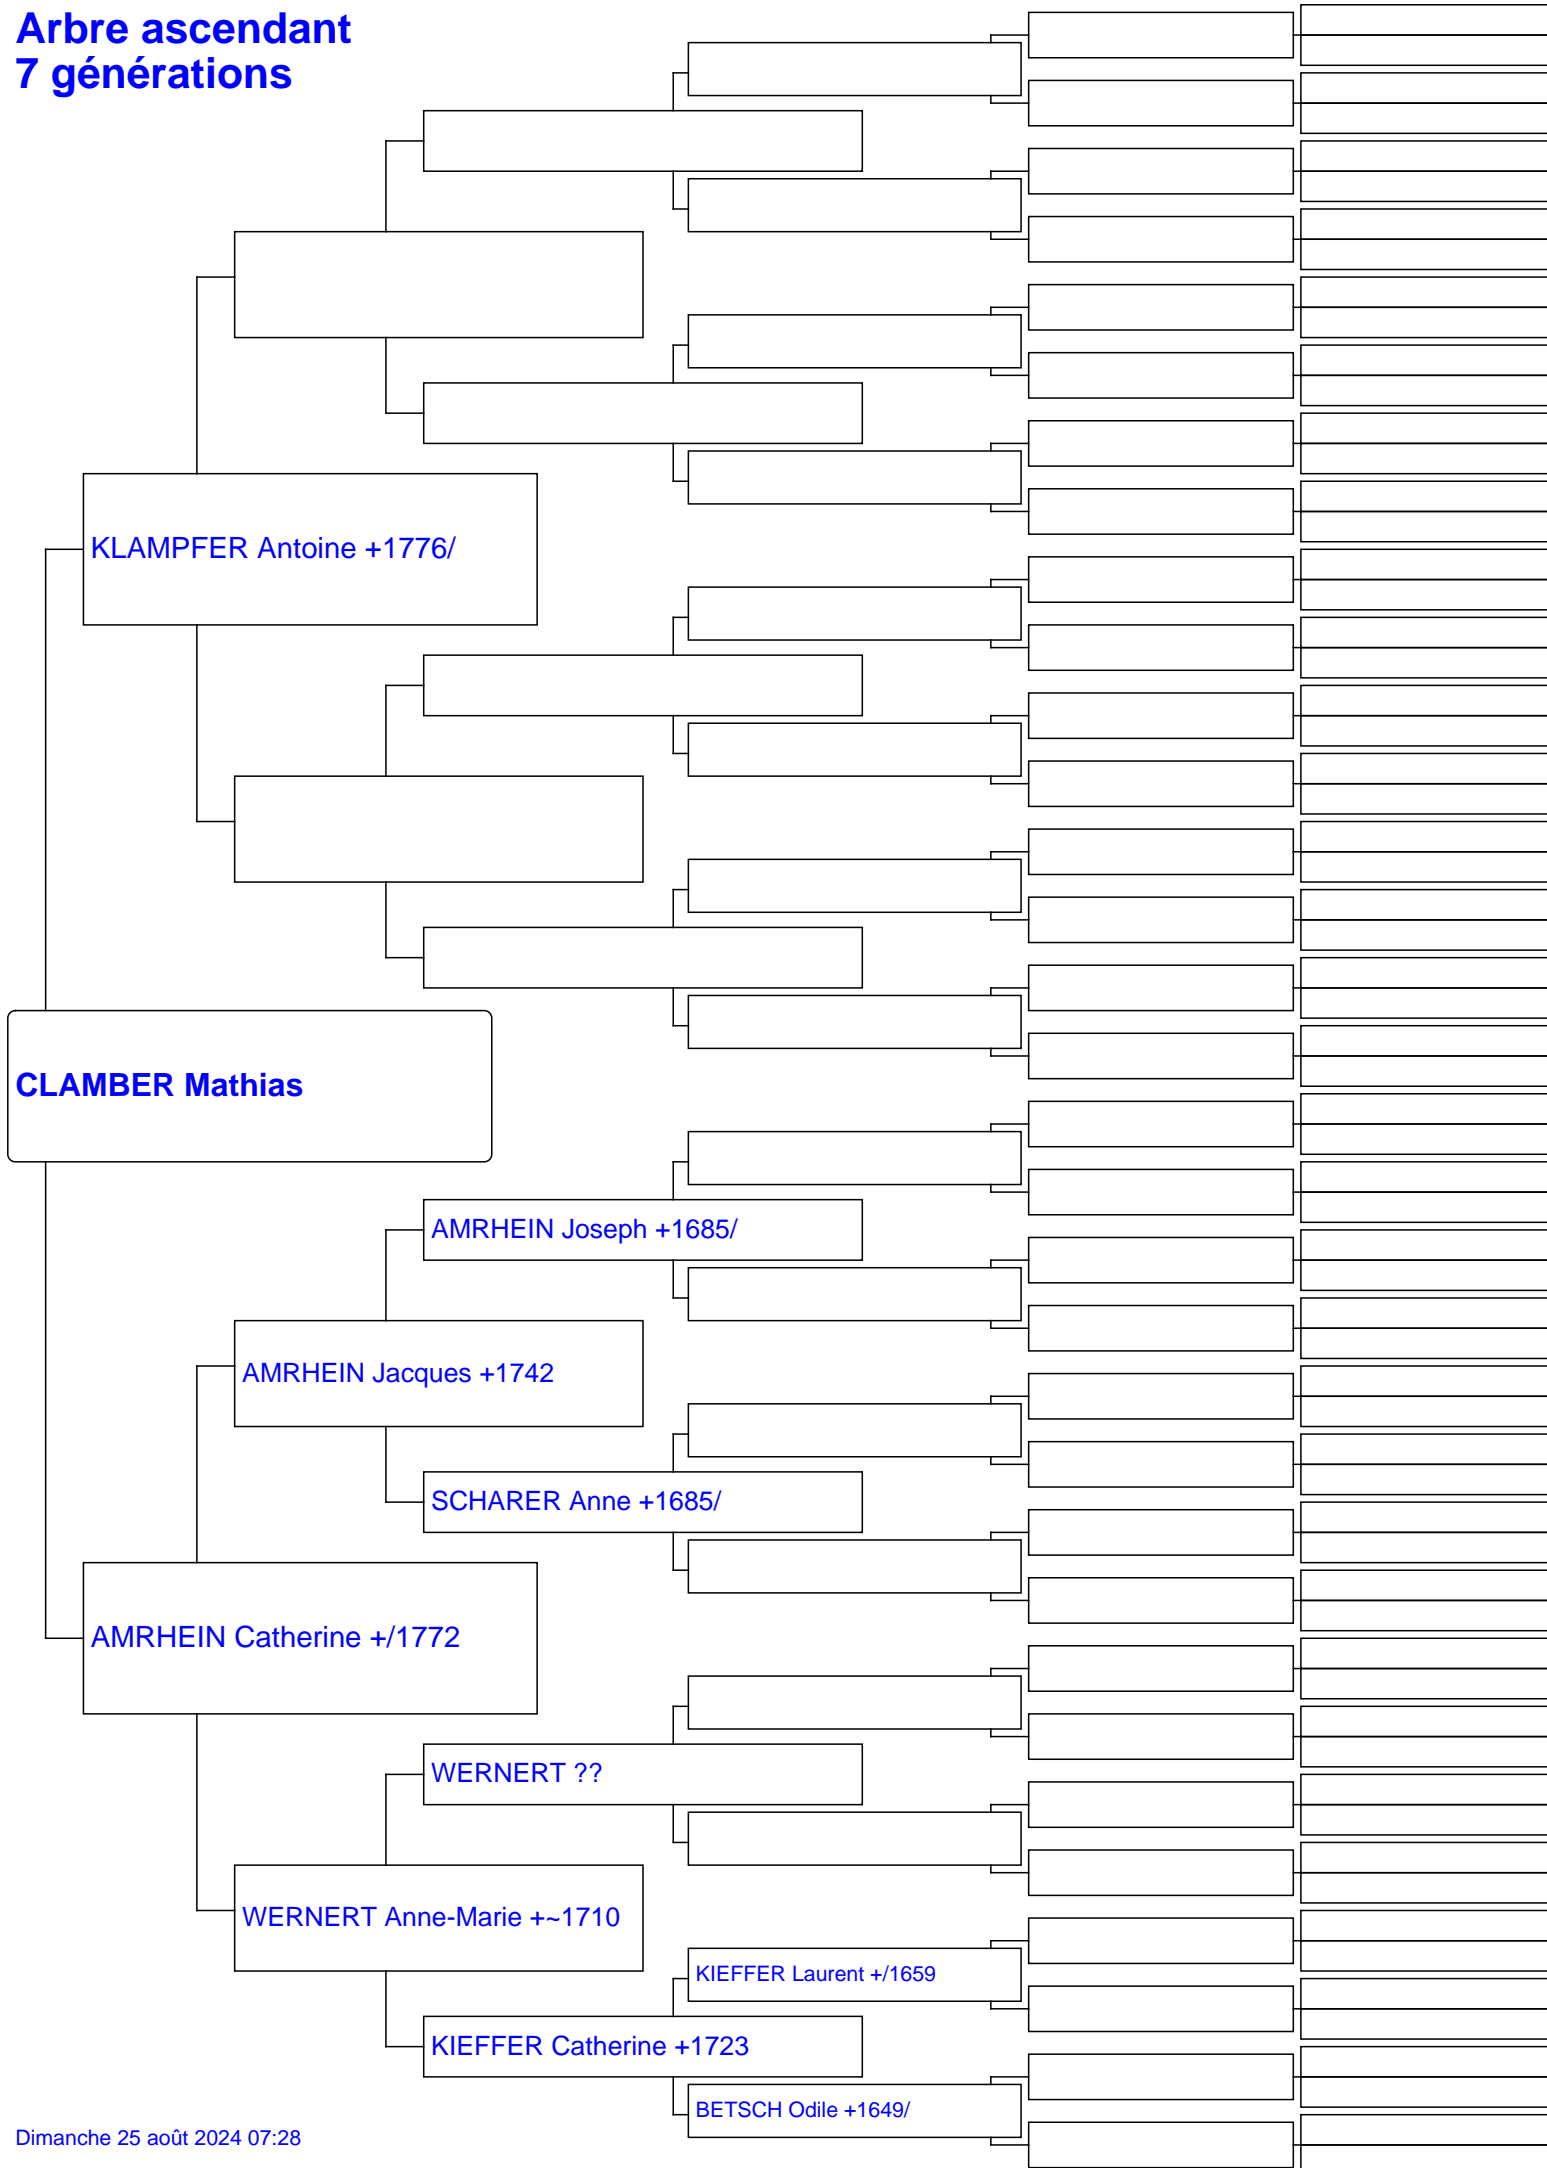 Arbre ascendant
7 générations
KLAMPFER Antoine +1776/
CLAMBER Mathias
AMRHEIN Joseph +1685/
AMRHEIN Jacques +1742
SCHARER Anne +1685/
AMRHEIN Catherine +/1772
WERNERT ??
WERNERT Anne-Marie +~1710
KIEFFER Laurent +/1659
KIEFFER Catherine +1723
BETSCH Odile +1649/
Dimanche 25 août 2024 07:28